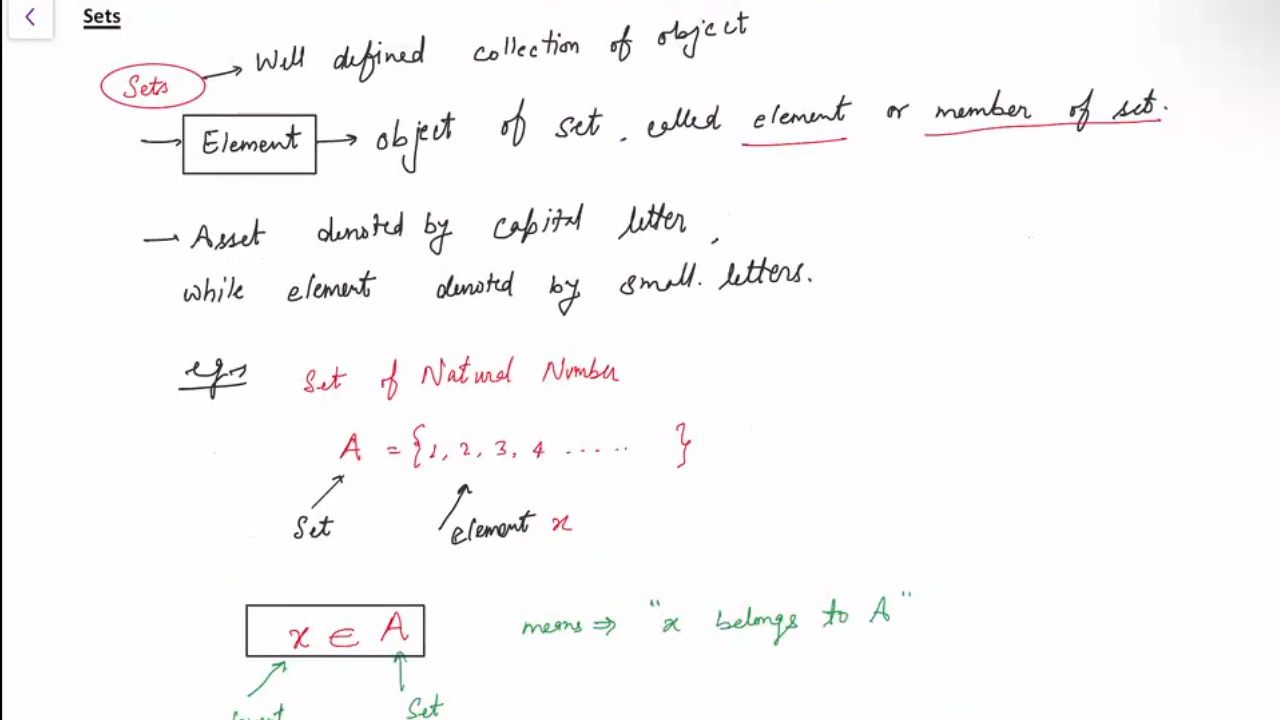 Sets
Sets → Well defined collection of object
→ Element → object of set . called element or member of set.
— Asset denoted by capital letter ,
while element denoted by small. letters.
egs Set of Natural Number
A = {1, 2, 3, 4 ...... }
Set element x
x ∈ A means ⇒ "x belongs to A"
Set